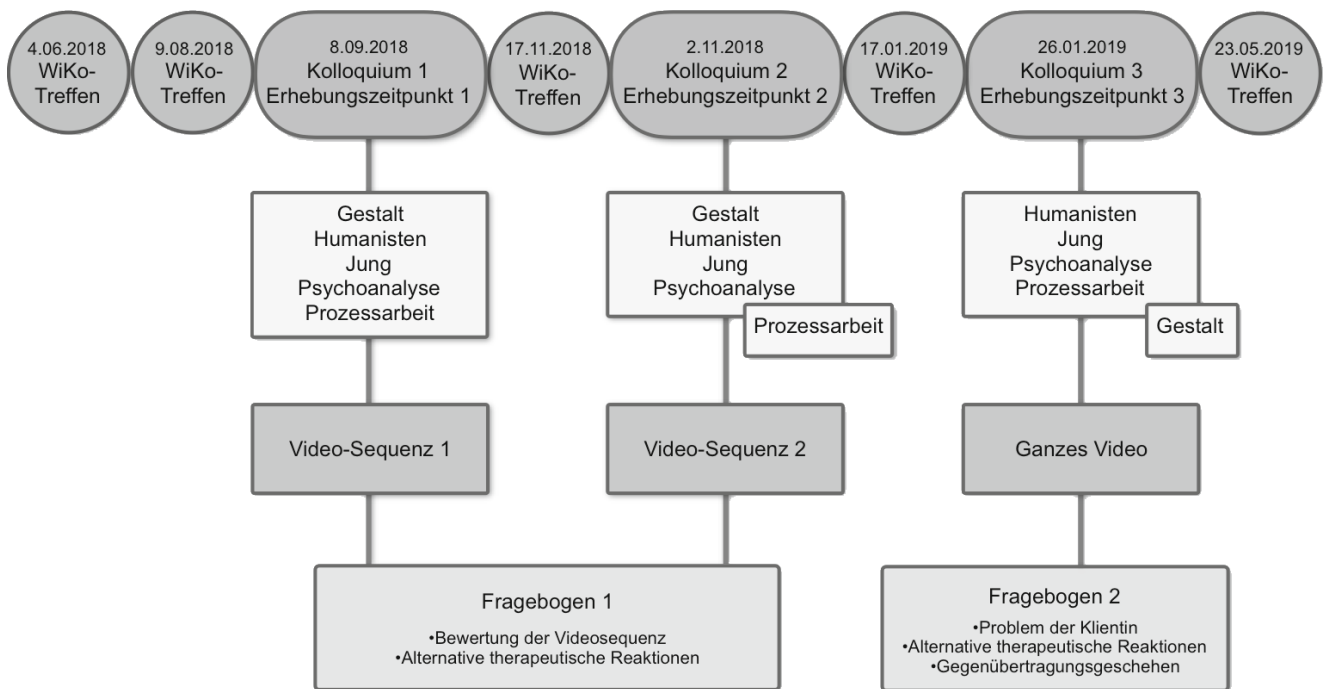 4.06.2018
WiKo-
Treffen
9.08.2018
WiKo-
Treffen
8.09.2018
Kolloquium 1
Erhebungszeitpunkt 1
17.11.2018
WiKo-
Treffen
2.11.2018
Kolloquium 2
Erhebungszeitpunkt 2
17.01.2019
WiKo-
Treffen
26.01.2019
Kolloquium 3
Erhebungszeitpunkt 3
23.05.2019
WiKo-
Treffen
Gestalt
Humanisten
Jung
Psychoanalyse
Prozessarbeit
Gestalt
Humanisten
Jung
Psychoanalyse
Prozessarbeit
Humanisten
Jung
Psychoanalyse
Prozessarbeit
Gestalt
Video-Sequenz 1
Video-Sequenz 2
Ganzes Video
Fragebogen 1
•Bewertung der Videosequenz
•Alternative therapeutische Reaktionen
Fragebogen 2
•Problem der Klientin
•Alternative therapeutische Reaktionen
•Gegenübertragungsgeschehen